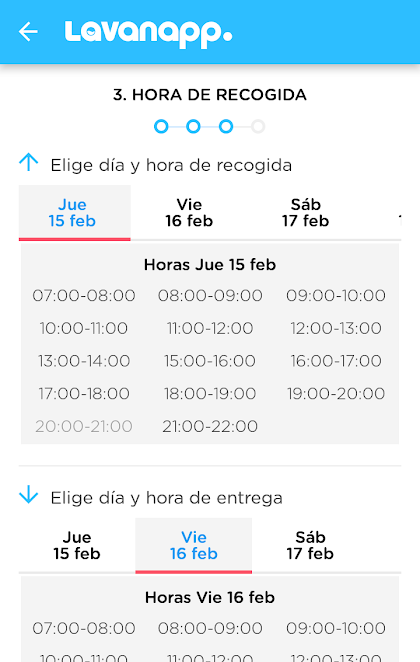 Lavanapp.
3. HORA DE RECOGIDA
Elige día y hora de recogida
Jue Vie Sáb
15 feb 16 feb 17 feb
Horas Jue 15 feb
07:00-08:00 08:00-09:00 09:00-10:00
10:00-11:00 11:00-12:00 12:00-13:00
13:00-14:00 15:00-16:00 16:00-17:00
17:00-18:00 18:00-19:00 19:00-20:00
20:00-21:00 21:00-22:00
Elige día y hora de entrega
Jue Vie Sáb
15 feb 16 feb 17 feb
Horas Vie 16 feb
07:00-08:00 08:00-09:00 09:00-10:00
10:00-11:00 11:00-12:00 12:00-13:00